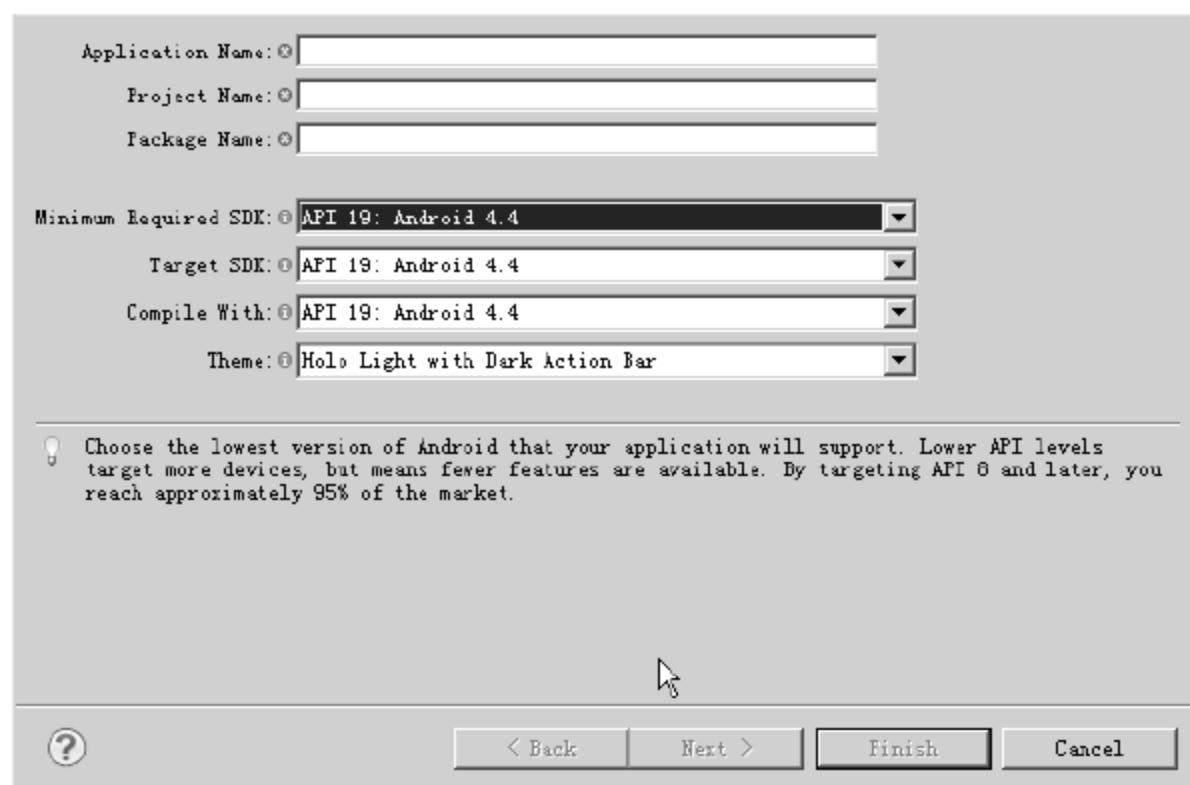 Application Name:
Project Name:
Package Name:
Minimum Required SDK: API 19: Android 4.4
Target SDK: API 19: Android 4.4
Compile With: API 19: Android 4.4
Theme: Holo Light with Dark Action Bar
Choose the lowest version of Android that your application will support. Lower API levels
target more devices, but means fewer features are available. By targeting API 8 and later, you
reach approximately 95% of the market.
? < Back Next > Finish Cancel